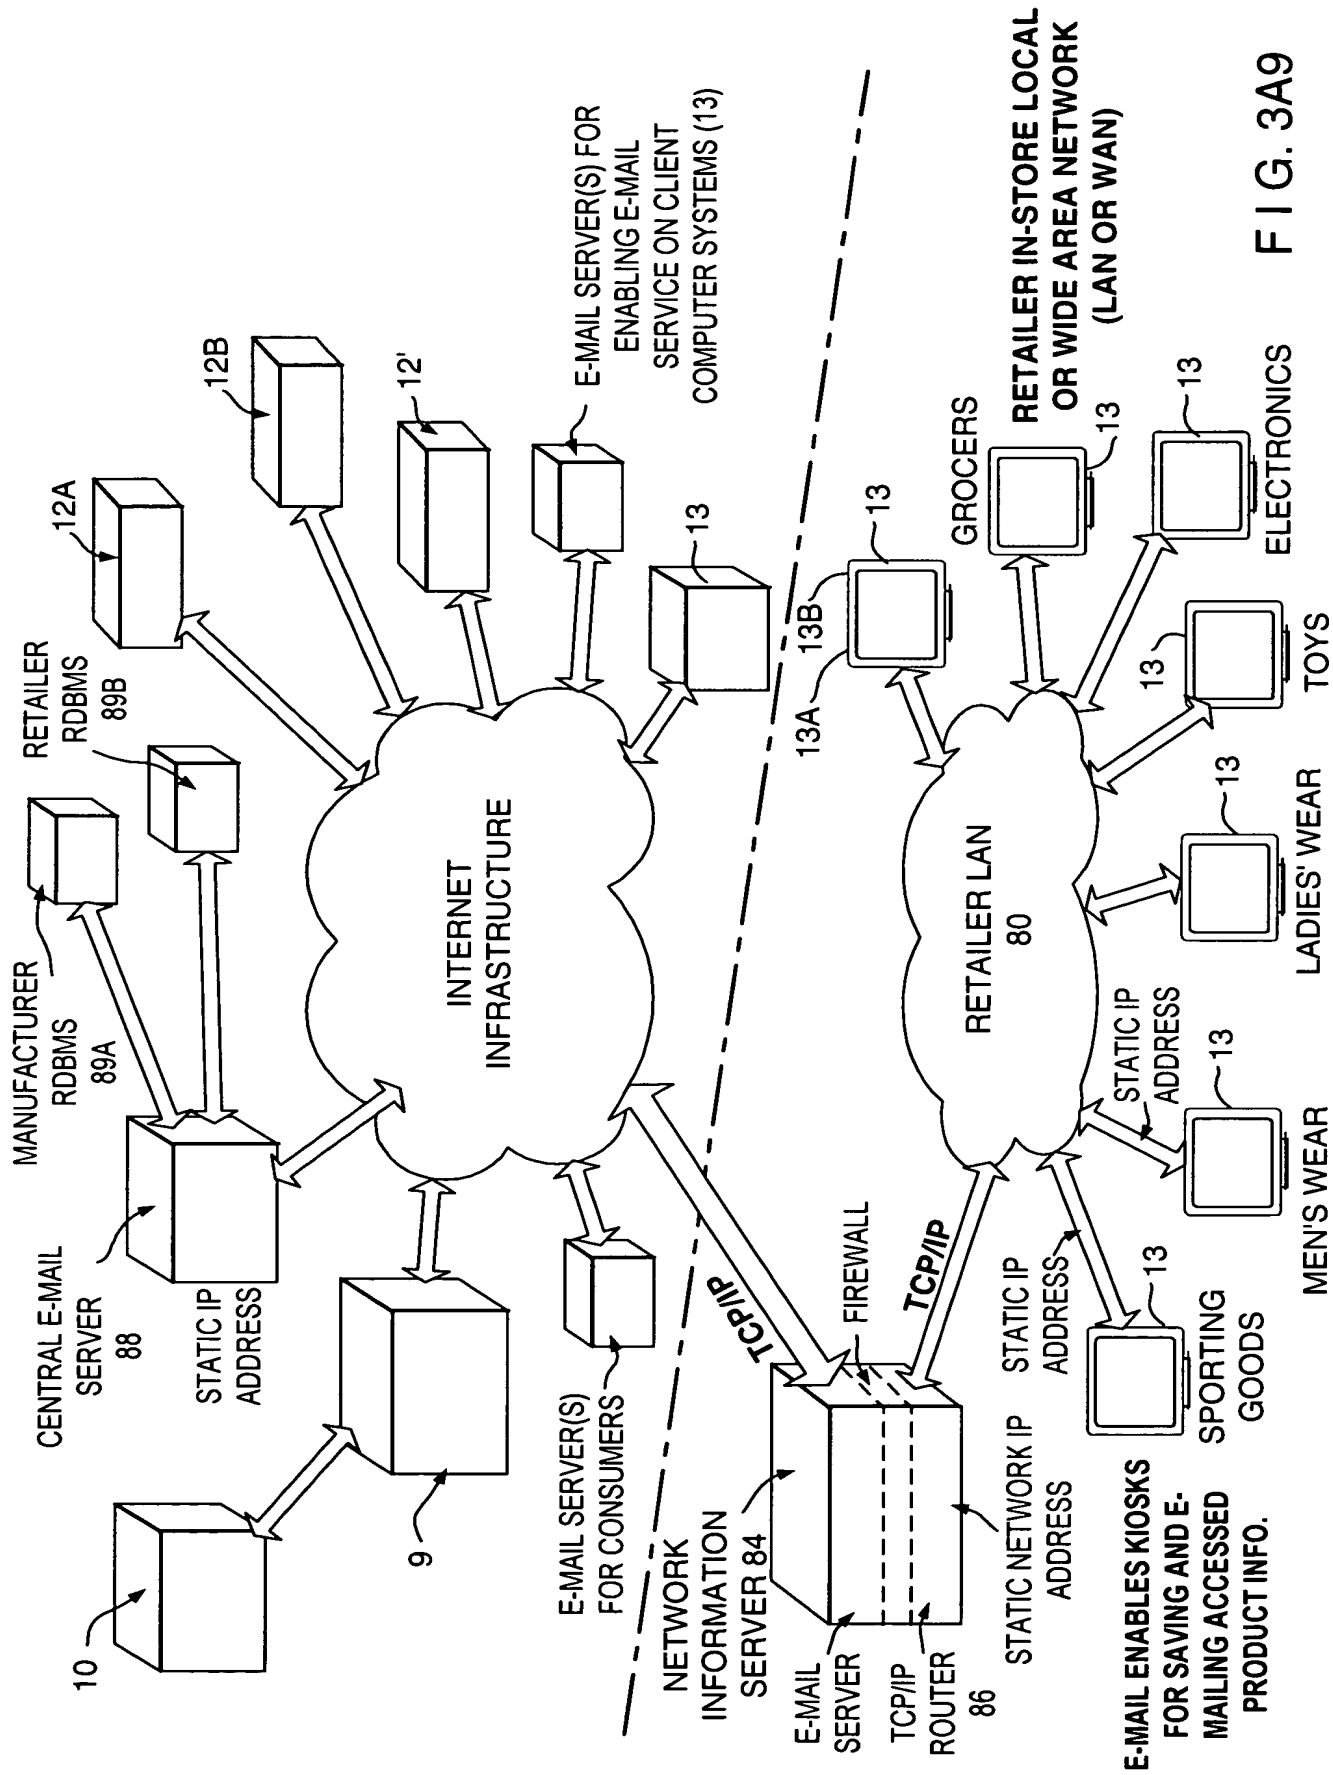 10
9
CENTRAL E-MAIL
SERVER
88
STATIC IP
ADDRESS
MANUFACTURER
RDBMS
89A
RETAILER
RDBMS
89B
12A
12B
12'
E-MAIL SERVER(S) FOR
ENABLING E-MAIL
SERVICE ON CLIENT
COMPUTER SYSTEMS (13)
13
INTERNET
INFRASTRUCTURE
E-MAIL SERVER(S)
FOR CONSUMERS
TCP/IP
NETWORK
INFORMATION
SERVER 84
E-MAIL
SERVER
TCP/IP
ROUTER
86
FIREWALL
TCP/IP
STATIC NETWORK IP
ADDRESS
RETAILER LAN
80
13A
13B
13
GROCERS
13
RETAILER IN-STORE LOCAL
OR WIDE AREA NETWORK
(LAN OR WAN)
STATIC IP
ADDRESS
13
SPORTING
GOODS
STATIC IP
ADDRESS
13
MEN'S WEAR
13
LADIES' WEAR
13
TOYS
13
ELECTRONICS
E-MAIL ENABLES KIOSKS
FOR SAVING AND E-
MAILING ACCESSED
PRODUCT INFO.
FIG. 3A9